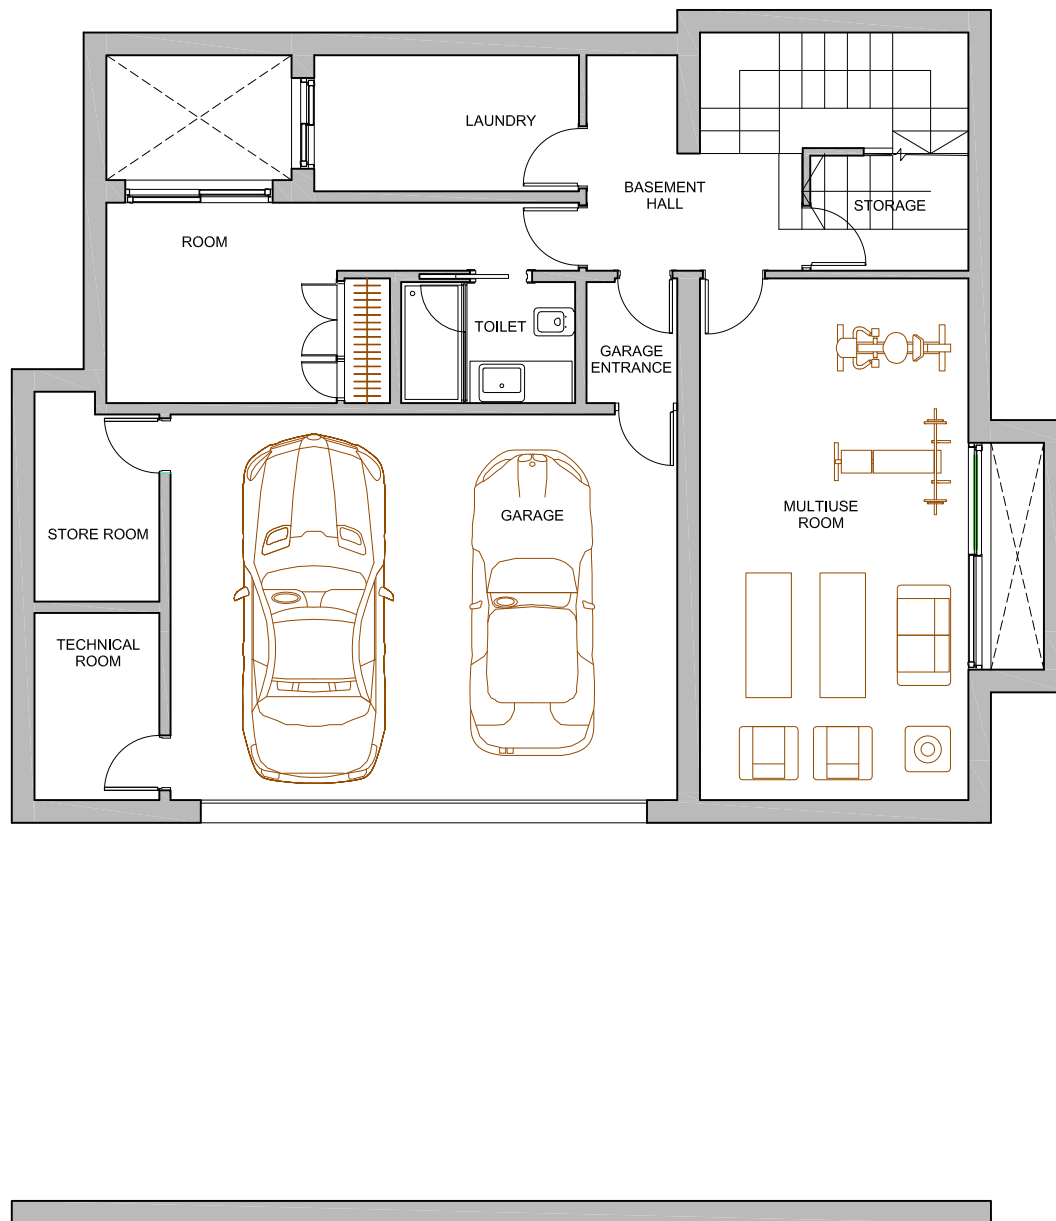 LAUNDRY
BASEMENT
HALL
STORAGE
ROOM
TOILET
GARAGE
ENTRANCE
GARAGE
MULTIUSE
ROOM
STORE ROOM
TECHNICAL
ROOM